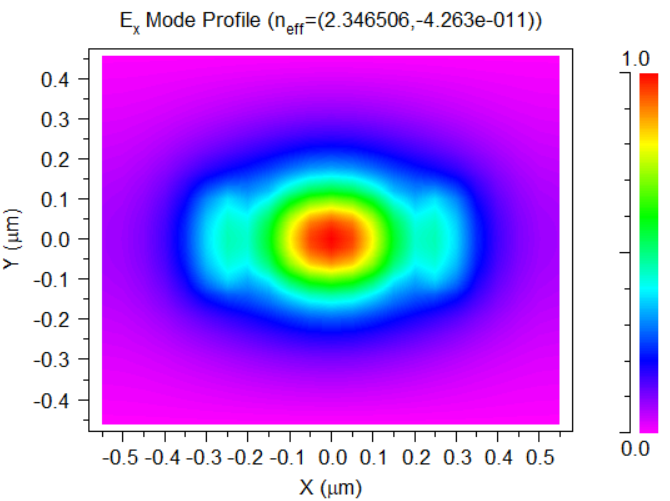 Eₓ Mode Profile (n_eff=(2.346506,-4.263e-011))
1.0
0.4
0.3
0.2
0.1
0.0
-0.1
-0.2
-0.3
-0.4
Y (μm)
0.0
-0.5 -0.4 -0.3 -0.2 -0.1 0.0 0.1 0.2 0.3 0.4 0.5
X (μm)